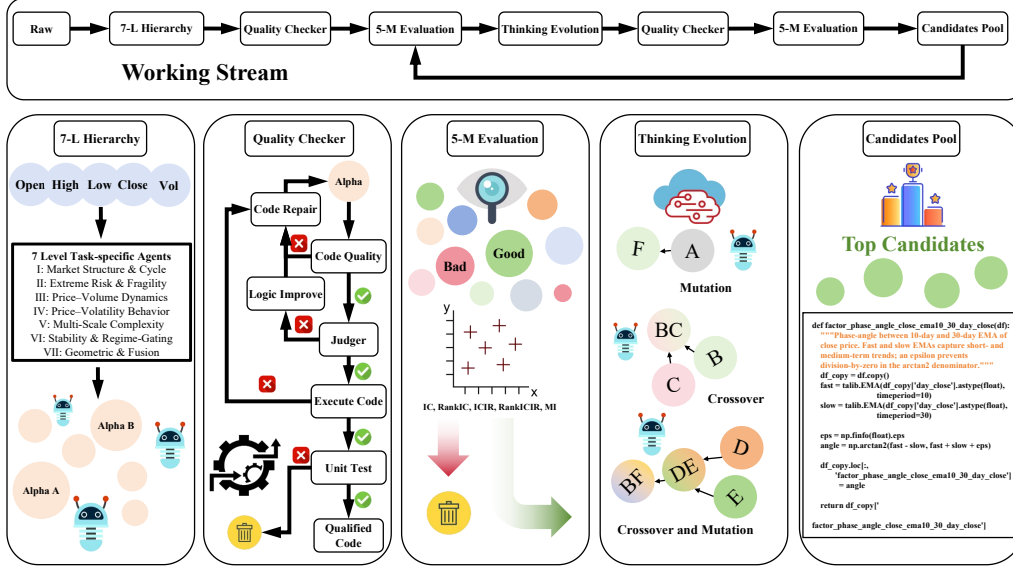 Raw
7-L Hierarchy
Quality Checker
5-M Evaluation
Thinking Evolution
Quality Checker
5-M Evaluation
Candidates Pool
Working Stream
7-L Hierarchy
Open
High
Low
Close
Vol
7 Level Task-specific Agents
I: Market Structure & Cycle
II: Extreme Risk & Fragility
III: Price–Volume Dynamics
IV: Price–Volatility Behavior
V: Multi-Scale Complexity
VI: Stability & Regime-Gating
VII: Geometric & Fusion
Alpha B
Alpha A
Quality Checker
Alpha
Code Repair
Code Quality
Logic Improve
Judger
Execute Code
Unit Test
Qualified
Code
5-M Evaluation
Bad
Good
y
x
IC, RankIC, ICIR, RankICIR, MI
Thinking Evolution
F
A
Mutation
BC
B
C
Crossover
D
DE
BF
E
Crossover and Mutation
Candidates Pool
Top Candidates
def factor_phase_angle_close_ema10_30_day_close(df):
"""Phase-angle between 10-day and 30-day EMA of
close price. Fast and slow EMAs capture short- and
medium-term trends; an epsilon prevents
division-by-zero in the arctan2 denominator."""
df_copy = df.copy()
fast = talib.EMA(df_copy['day_close'].astype(float),
timeperiod=10)
slow = talib.EMA(df_copy['day_close'].astype(float),
timeperiod=30)
eps = np.finfo(float).eps
angle = np.arctan2(fast - slow, fast + slow + eps)
df_copy.loc[:,
'factor_phase_angle_close_ema10_30_day_close']
= angle
return df_copy['
factor_phase_angle_close_ema10_30_day_close']